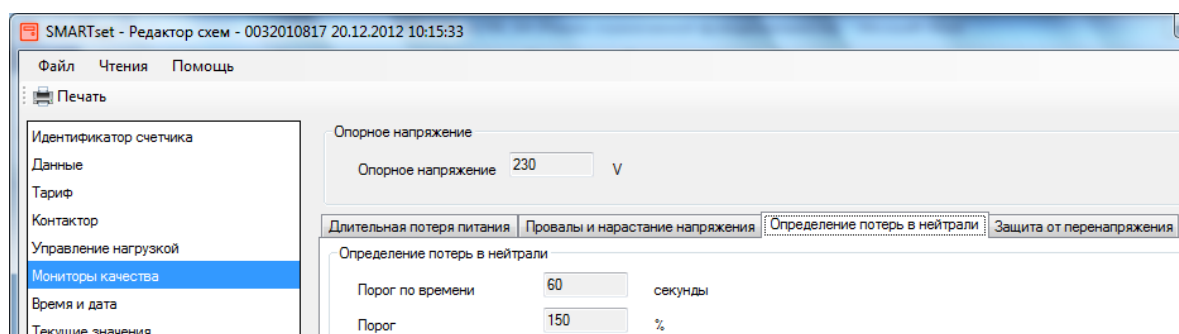 SMARTset - Редактор схем - 0032010817 20.12.2012 10:15:33
Файл Чтения Помощь
Печать
Идентификатор счетчика
Данные
Тариф
Контактор
Управление нагрузкой
Мониторы качества
Время и дата
Текущие значения
Опорное напряжение
Опорное напряжение 230 V
Длительная потеря питания Провалы и нарастание напряжения Определение потерь в нейтрали Защита от перенапряжения
Определение потерь в нейтрали
Порог по времени 60 секунды
Порог 150 %